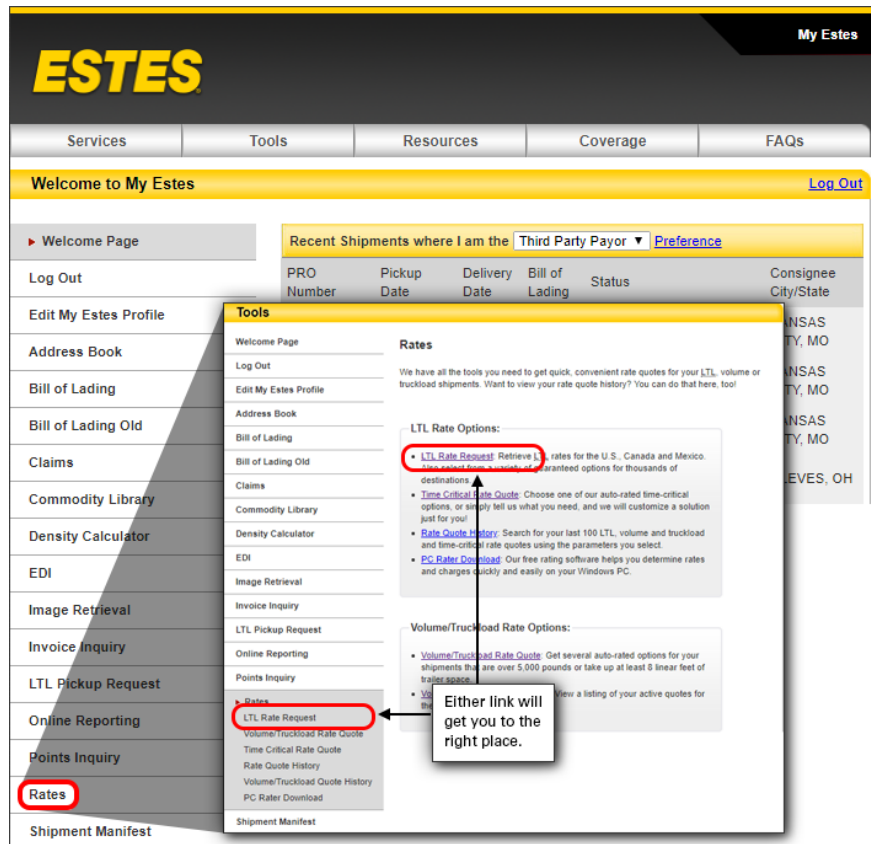 My Estes
ESTES
Services Tools Resources Coverage FAQs
Welcome to My Estes Log Out
Welcome Page
Log Out
Edit My Estes Profile
Address Book
Bill of Lading
Bill of Lading Old
Claims
Commodity Library
Density Calculator
EDI
Image Retrieval
Invoice Inquiry
LTL Pickup Request
Online Reporting
Points Inquiry
Rates
Shipment Manifest
Recent Shipments where I am the Third Party Payor ▼ Preference
PRO Pickup Delivery Bill of Status Consignee
Number Date Date Lading City/State
ANSAS
TY, MO
ANSAS
TY, MO
ANSAS
TY, MO
LEVES, OH
Tools
Welcome Page
Log Out
Edit My Estes Profile
Address Book
Bill of Lading
Bill of Lading Old
Claims
Commodity Library
Density Calculator
EDI
Image Retrieval
Invoice Inquiry
LTL Pickup Request
Online Reporting
Points Inquiry
Rates
LTL Rate Request
Volume/Truckload Rate Quote
Time Critical Rate Quote
Rate Quote History
Volume/Truckload Quote History
PC Rater Download
Shipment Manifest
Rates
We have all the tools you need to get quick, convenient rate quotes for your LTL, volume or
truckload shipments. Want to view your rate quote history? You can do that here, too!
LTL Rate Options:
LTL Rate Request: Retrieve LTL rates for the U.S., Canada and Mexico.
Also select from a variety of guaranteed options for thousands of
destinations.
Time Critical Rate Quote: Choose one of our auto-rated time-critical
options, or simply tell us what you need, and we will customize a solution
just for you!
Rate Quote History: Search for your last 100 LTL, volume and truckload
and time-critical rate quotes using the parameters you select.
PC Rater Download: Our free rating software helps you determine rates
and charges quickly and easily on your Windows PC.
Volume/Truckload Rate Options:
Volume/Truckload Rate Quote: Get several auto-rated options for your
shipments that are over 5,000 pounds or take up at least 8 linear feet of
trailer space.
Vo View a listing of your active quotes for
the
Either link will
get you to the
right place.